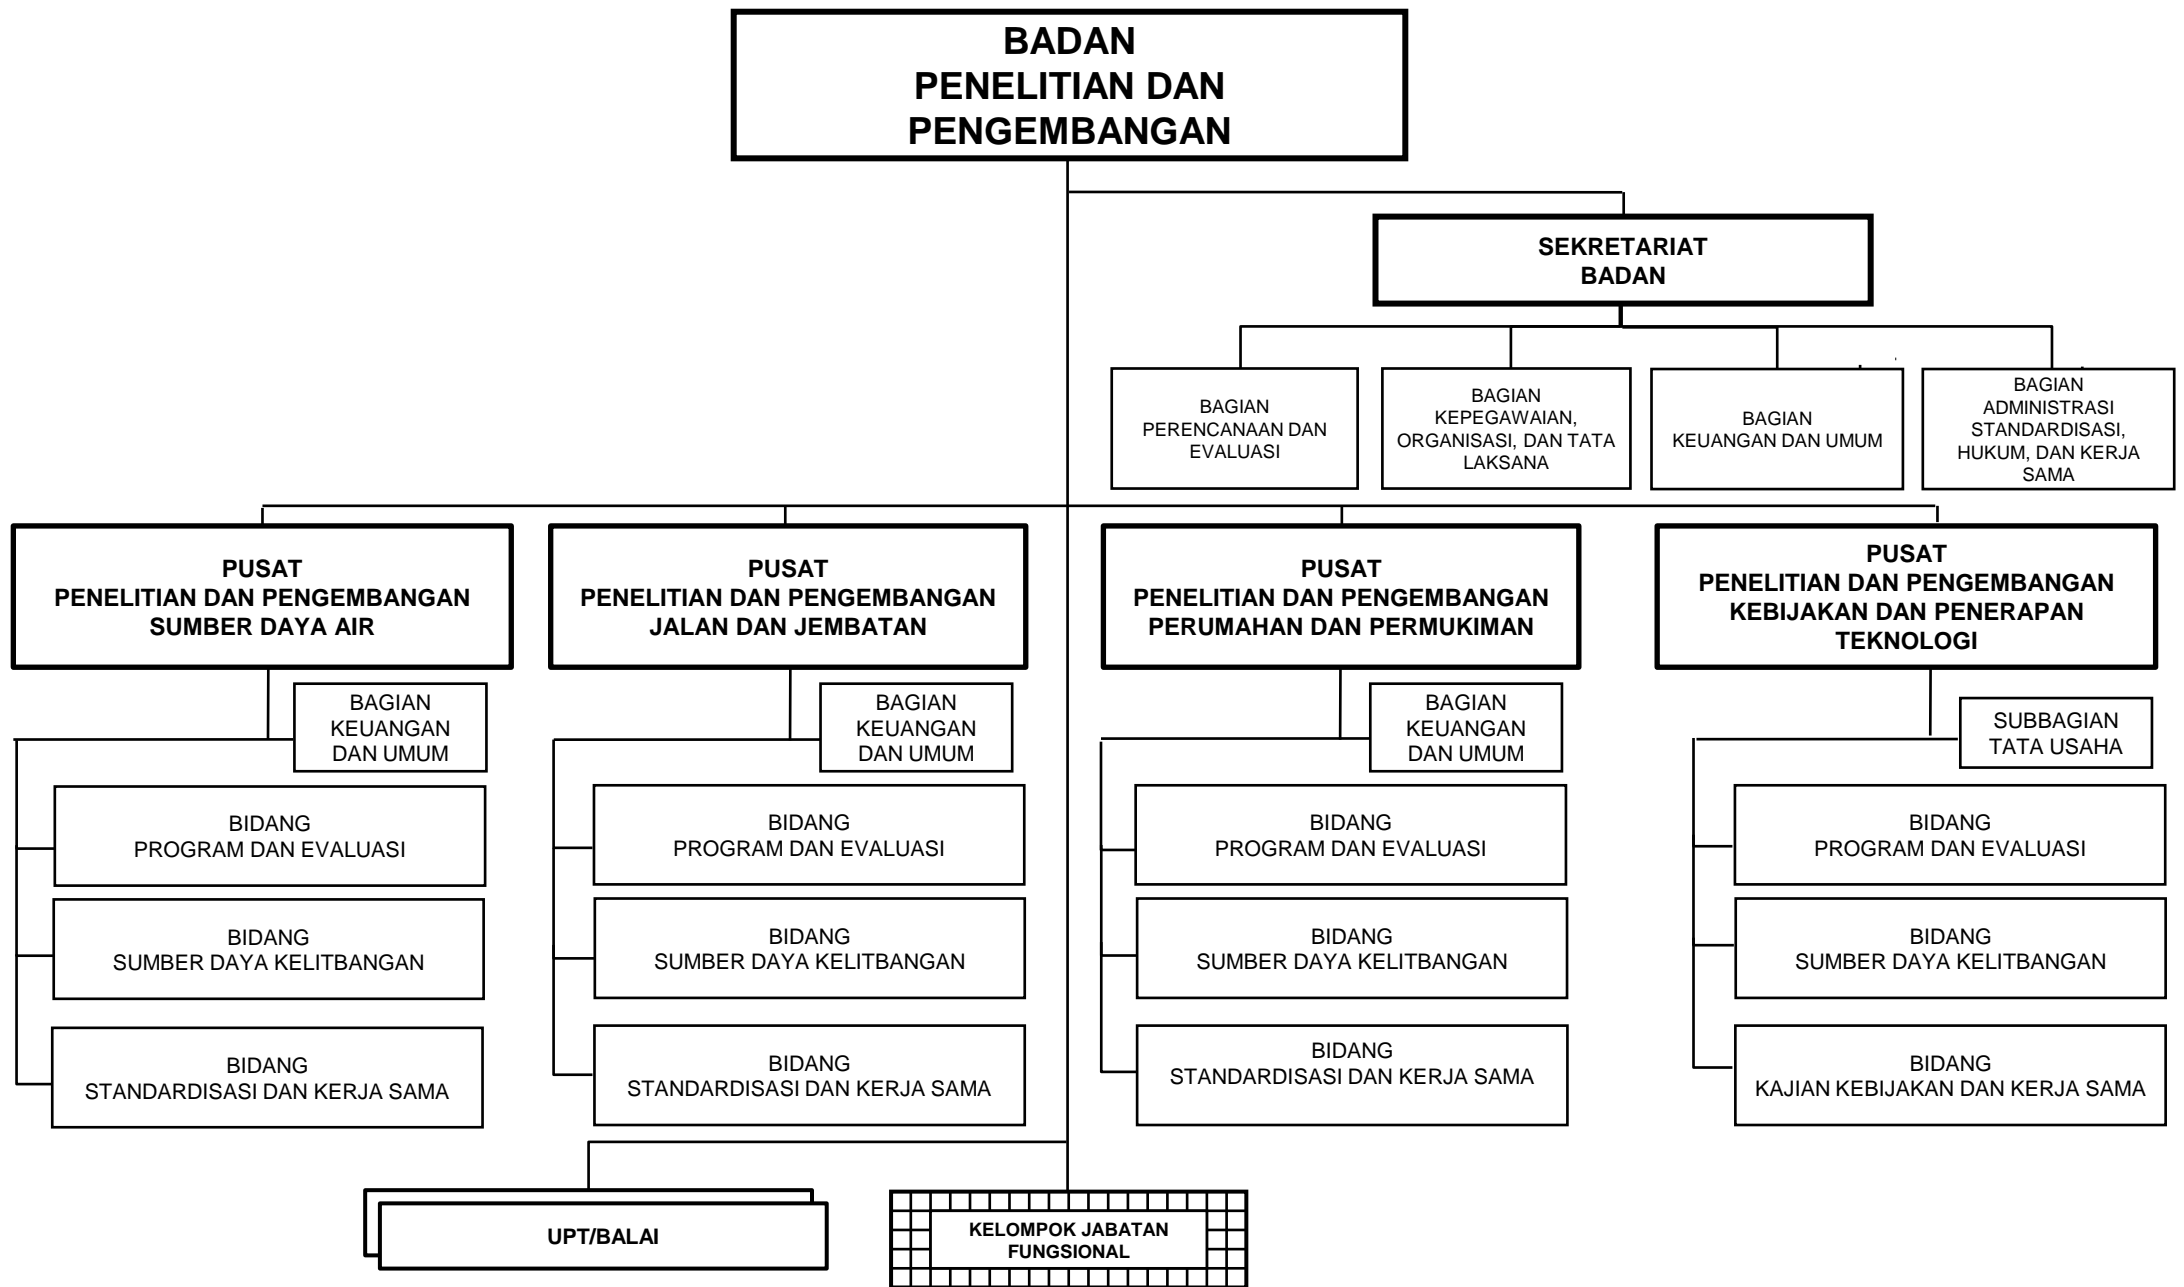 BADAN
PENELITIAN DAN
PENGEMBANGAN
SEKRETARIAT
BADAN
BAGIAN
PERENCANAAN DAN
EVALUASI
BAGIAN
KEPEGAWAIAN,
ORGANISASI, DAN TATA
LAKSANA
BAGIAN
KEUANGAN DAN UMUM
BAGIAN
ADMINISTRASI
STANDARDISASI,
HUKUM, DAN KERJA
SAMA
PUSAT
PENELITIAN DAN PENGEMBANGAN
SUMBER DAYA AIR
BAGIAN
KEUANGAN
DAN UMUM
BIDANG
PROGRAM DAN EVALUASI
BIDANG
SUMBER DAYA KELITBANGAN
BIDANG
STANDARDISASI DAN KERJA SAMA
PUSAT
PENELITIAN DAN PENGEMBANGAN
JALAN DAN JEMBATAN
BAGIAN
KEUANGAN
DAN UMUM
BIDANG
PROGRAM DAN EVALUASI
BIDANG
SUMBER DAYA KELITBANGAN
BIDANG
STANDARDISASI DAN KERJA SAMA
PUSAT
PENELITIAN DAN PENGEMBANGAN
PERUMAHAN DAN PERMUKIMAN
BAGIAN
KEUANGAN
DAN UMUM
BIDANG
PROGRAM DAN EVALUASI
BIDANG
SUMBER DAYA KELITBANGAN
BIDANG
STANDARDISASI DAN KERJA SAMA
PUSAT
PENELITIAN DAN PENGEMBANGAN
KEBIJAKAN DAN PENERAPAN
TEKNOLOGI
SUBBAGIAN
TATA USAHA
BIDANG
PROGRAM DAN EVALUASI
BIDANG
SUMBER DAYA KELITBANGAN
BIDANG
KAJIAN KEBIJAKAN DAN KERJA SAMA
UPT/BALAI
KELOMPOK JABATAN
FUNGSIONAL